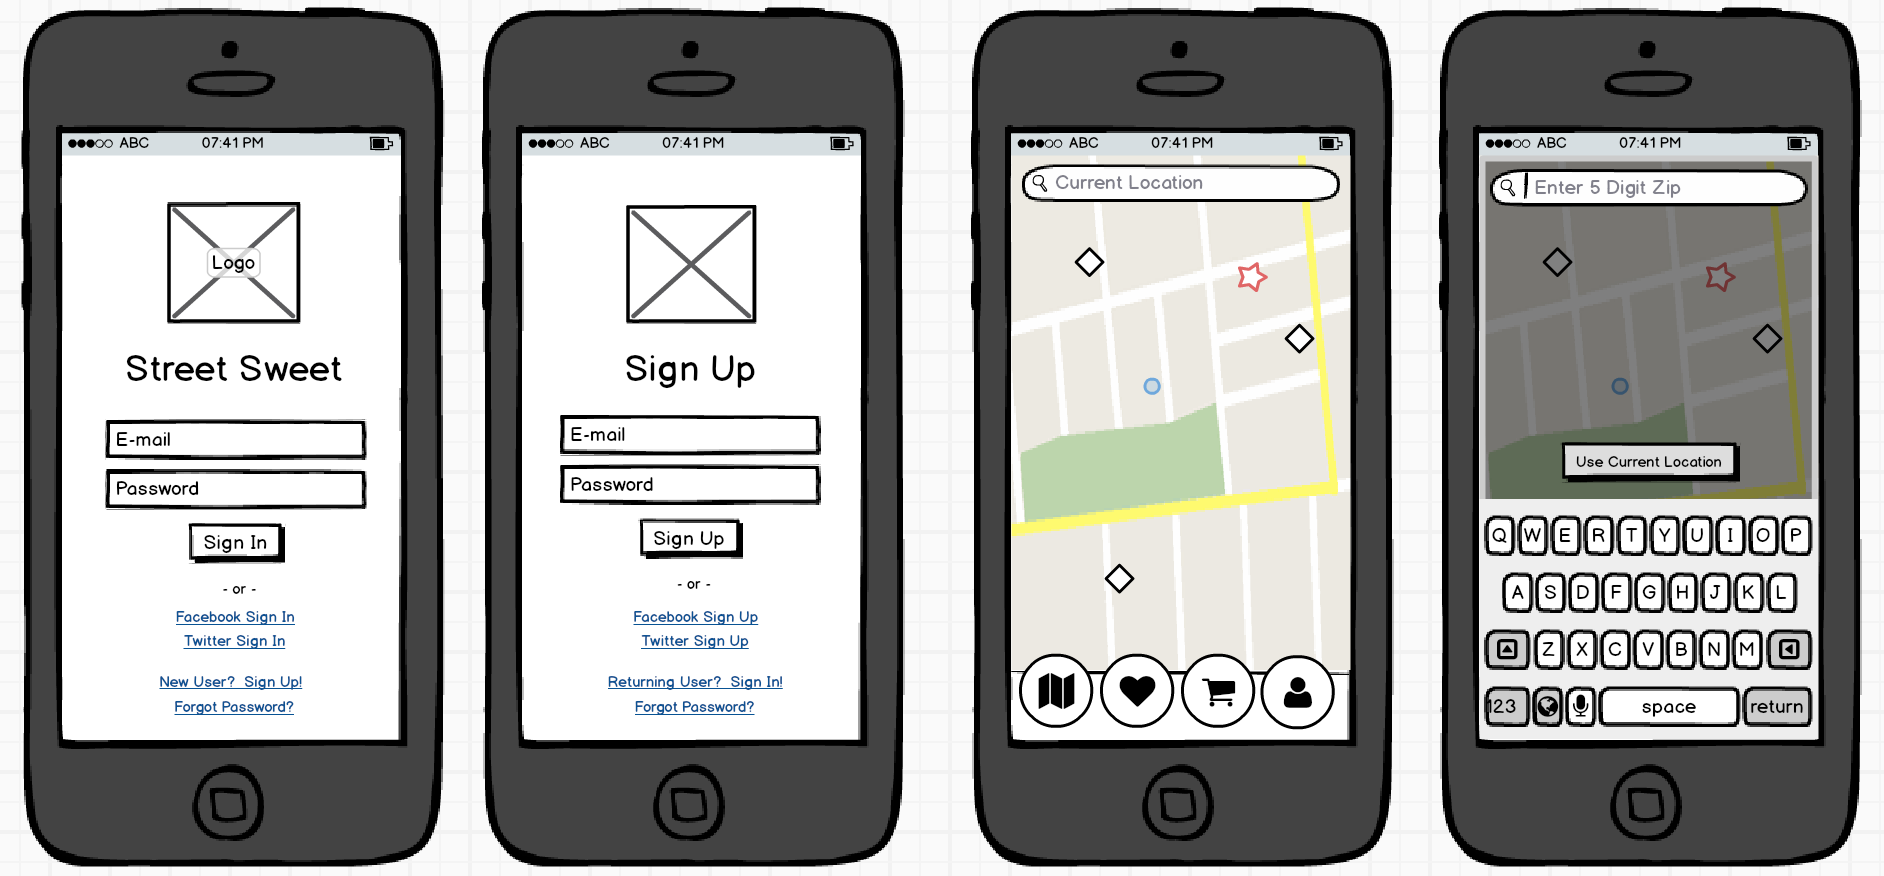 ABC 07:41 PM
Logo
Street Sweet
E-mail
Password
Sign In
- or -
Facebook Sign In
Twitter Sign In
New User? Sign Up!
Forgot Password?
ABC 07:41 PM
Sign Up
E-mail
Password
Sign Up
- or -
Facebook Sign Up
Twitter Sign Up
Returning User? Sign In!
Forgot Password?
ABC 07:41 PM
Current Location
ABC 07:41 PM
Enter 5 Digit Zip
Use Current Location
Q W E R T Y U I O P
A S D F G H J K L
Z X C V B N M
123 space return